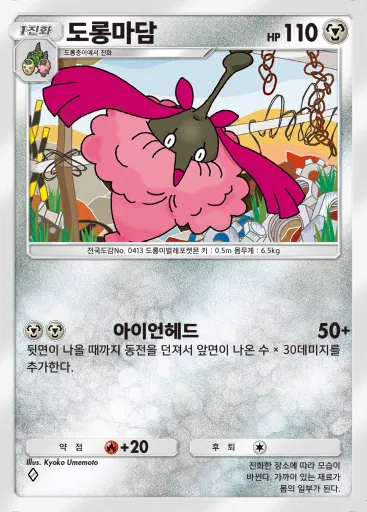 1진화
도롱마담
HP 110
도롱충이에서 진화
전국도감No. 0413 도롱이벌레포켓몬 키 : 0.5m 몸무게 : 6.5kg
아이언헤드 50+
뒷면이 나올 때까지 동전을 던져서 앞면이 나온 수 × 30데미지를
추가한다.
약 점 +20
후 퇴
Illus. Kyoko Umemoto
진화한 장소에 따라 모습이
바뀐다. 가까이 있는 재료가
몸의 일부가 된다.